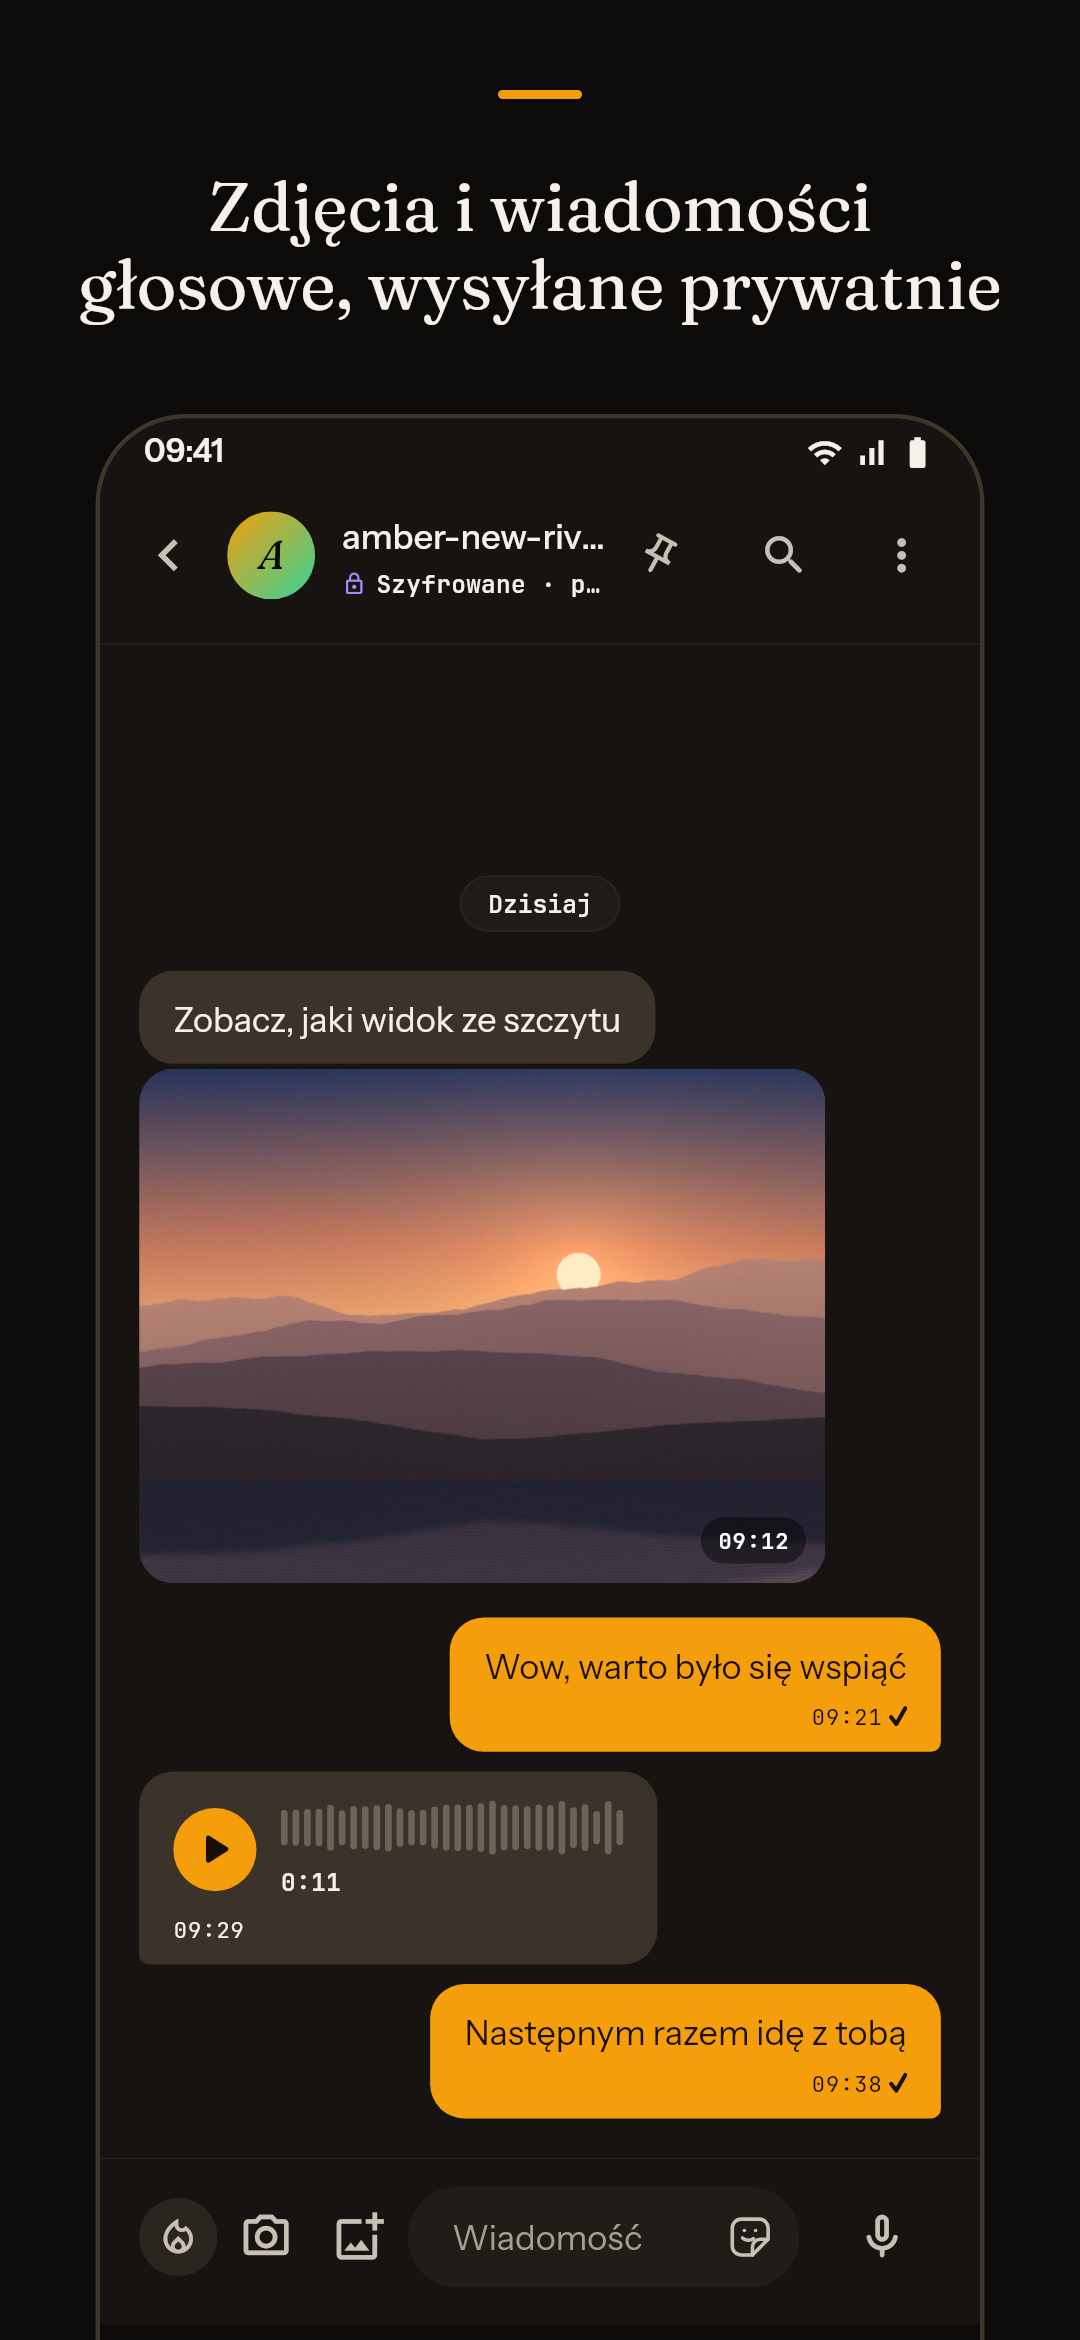 Zdjęcia i wiadomości
głosowe, wysyłane prywatnie
09:41
A
amber-new-riv...
Szyfrowane · p...
Dzisiaj
Zobacz, jaki widok ze szczytu
09:12
Wow, warto było się wspiąć
09:21
0:11
09:29
Następnym razem idę z tobą
09:38
Wiadomość